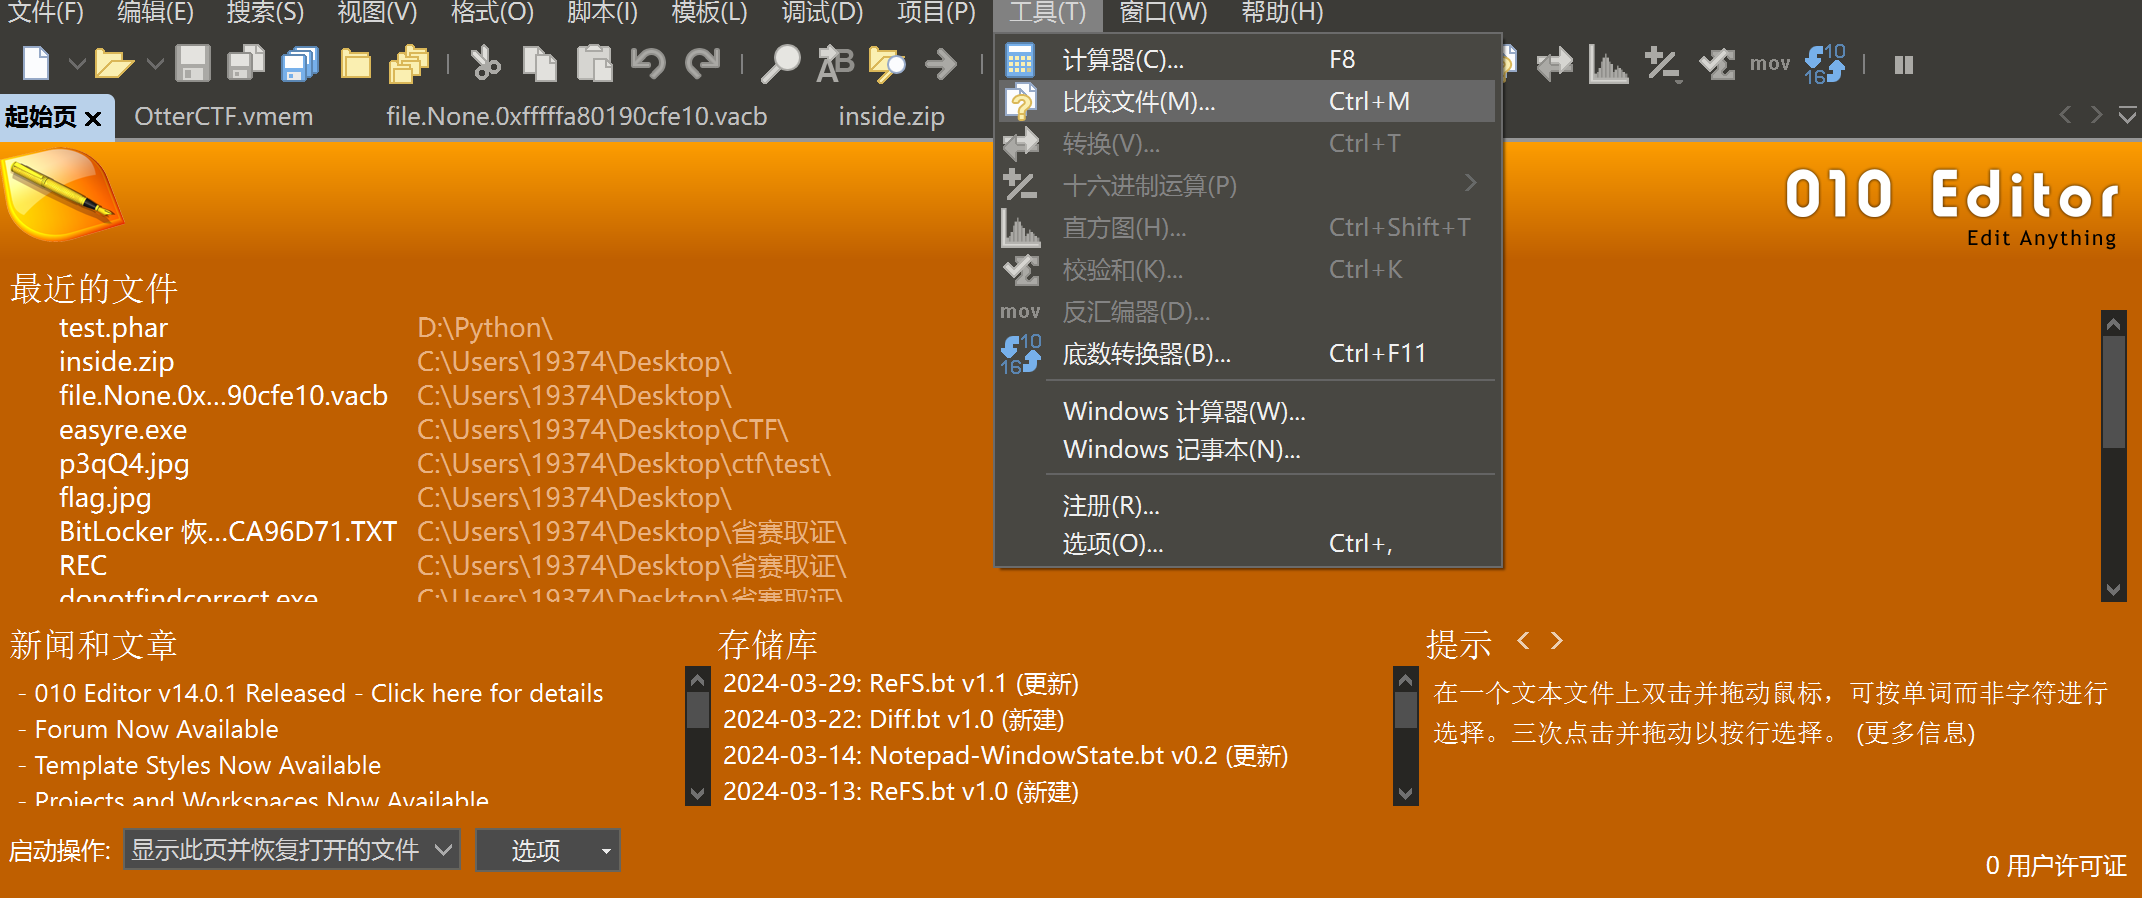 文件(F) 编辑(E) 搜索(S) 视图(V) 格式(O) 脚本(I) 模板(L) 调试(D) 项目(P) 工具(T) 窗口(W) 帮助(H)
mov 10 16
起始页 OtterCTF.vmem file.None.0xfffffa80190cfe10.vacb inside.zip
计算器(C)... F8
比较文件(M)... Ctrl+M
转换(V)... Ctrl+T
十六进制运算(P)
直方图(H)... Ctrl+Shift+T
校验和(K)... Ctrl+K
mov 反汇编器(D)...
10 16 底数转换器(B)... Ctrl+F11
Windows 计算器(W)...
Windows 记事本(N)...
注册(R)...
选项(O)... Ctrl+,
010 Editor
Edit Anything
最近的文件
test.phar D:\Python\
inside.zip C:\Users\19374\Desktop\
file.None.0x...90cfe10.vacb C:\Users\19374\Desktop\
easyre.exe C:\Users\19374\Desktop\CTF\
p3qQ4.jpg C:\Users\19374\Desktop\ctf\test\
flag.jpg C:\Users\19374\Desktop\
BitLocker 恢...CA96D71.TXT C:\Users\19374\Desktop\省赛取证\
REC C:\Users\19374\Desktop\省赛取证\
donotfindcorrect.exe C:\Users\19374\Desktop\省赛取证\
新闻和文章
- 010 Editor v14.0.1 Released - Click here for details
- Forum Now Available
- Template Styles Now Available
- Projects and Workspaces Now Available
存储库
2024-03-29: ReFS.bt v1.1 (更新)
2024-03-22: Diff.bt v1.0 (新建)
2024-03-14: Notepad-WindowState.bt v0.2 (更新)
2024-03-13: ReFS.bt v1.0 (新建)
提示 < >
在一个文本文件上双击并拖动鼠标，可按单词而非字符进行
选择。三次点击并拖动以按行选择。 (更多信息)
启动操作: 显示此页并恢复打开的文件 选项
0 用户许可证